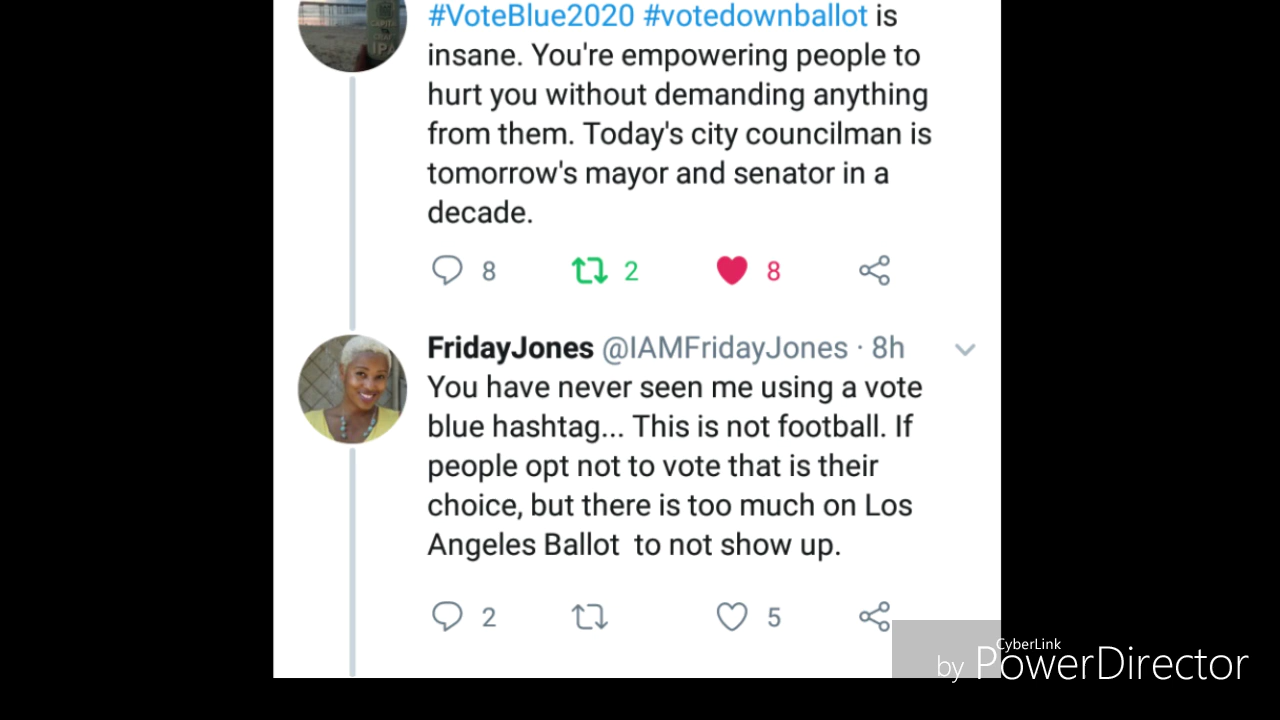 #VoteBlue2020 #votedownballot is
insane. You're empowering people to
hurt you without demanding anything
from them. Today's city councilman is
tomorrow's mayor and senator in a
decade.
8 2 8
FridayJones @IAMFridayJones · 8h
You have never seen me using a vote
blue hashtag... This is not football. If
people opt not to vote that is their
choice, but there is too much on Los
Angeles Ballot to not show up.
2 5
CyberLink
by PowerDirector